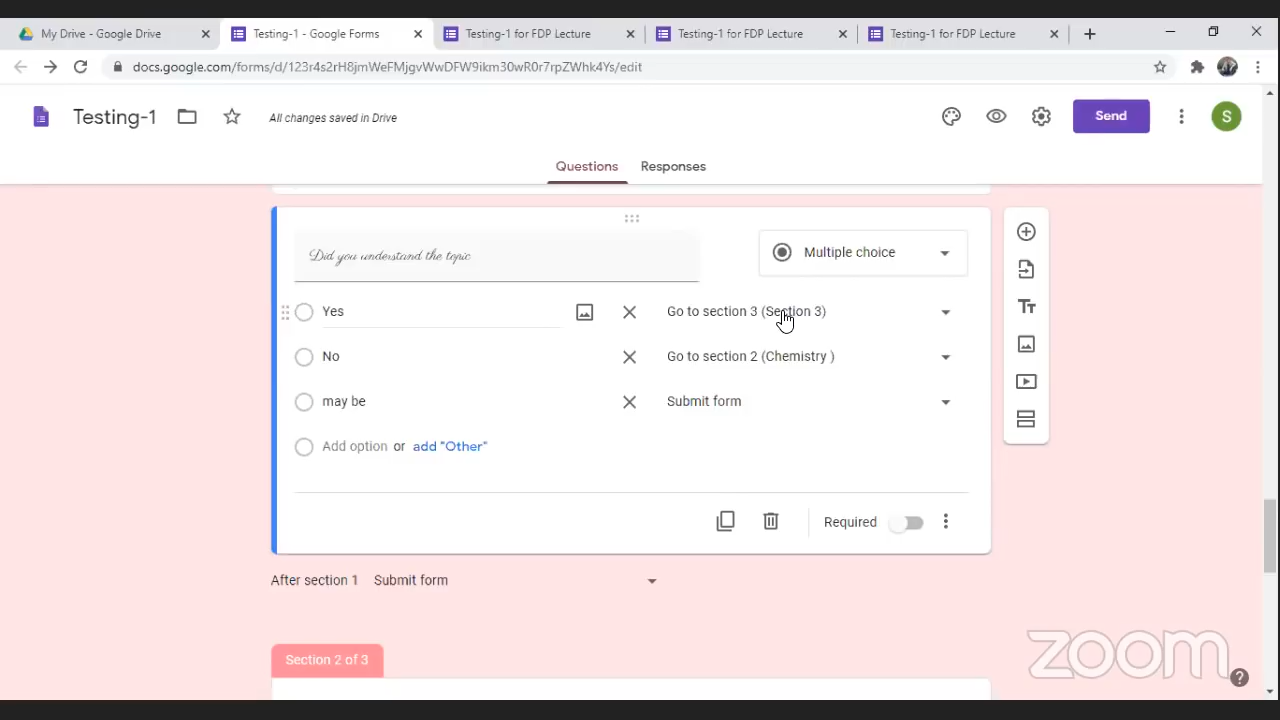 My Drive - Google Drive
Testing-1 - Google Forms
Testing-1 for FDP Lecture
Testing-1 for FDP Lecture
Testing-1 for FDP Lecture
docs.google.com/forms/d/123r4s2rH8jmWeFMjgvWwDFW9ikm30wR0r7rpZWhk4Ys/edit
Testing-1
All changes saved in Drive
Send
S
Questions
Responses
Did you understand the topic
Multiple choice
Yes
Go to section 3 (Section 3)
No
Go to section 2 (Chemistry )
may be
Submit form
Add option or add "Other"
Required
After section 1 Submit form
Section 2 of 3
zoom